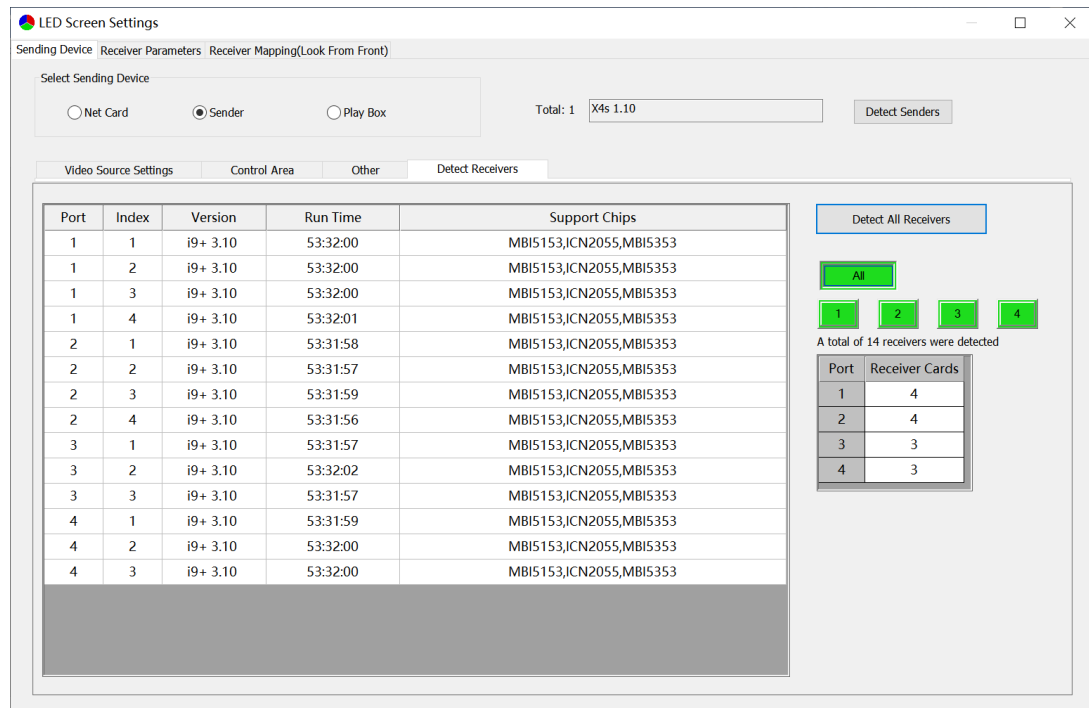 LED Screen Settings
Sending Device Receiver Parameters Receiver Mapping(Look From Front)
Select Sending Device
Net Card Sender Play Box Total: 1 X4s 1.10 Detect Senders
Video Source Settings Control Area Other Detect Receivers
Port Index Version Run Time Support Chips
1 1 i9+ 3.10 53:32:00 MBI5153,ICN2055,MBI5353
1 2 i9+ 3.10 53:32:00 MBI5153,ICN2055,MBI5353
1 3 i9+ 3.10 53:32:00 MBI5153,ICN2055,MBI5353
1 4 i9+ 3.10 53:32:01 MBI5153,ICN2055,MBI5353
2 1 i9+ 3.10 53:31:58 MBI5153,ICN2055,MBI5353
2 2 i9+ 3.10 53:31:57 MBI5153,ICN2055,MBI5353
2 3 i9+ 3.10 53:31:59 MBI5153,ICN2055,MBI5353
2 4 i9+ 3.10 53:31:56 MBI5153,ICN2055,MBI5353
3 1 i9+ 3.10 53:31:57 MBI5153,ICN2055,MBI5353
3 2 i9+ 3.10 53:32:02 MBI5153,ICN2055,MBI5353
3 3 i9+ 3.10 53:31:57 MBI5153,ICN2055,MBI5353
4 1 i9+ 3.10 53:31:59 MBI5153,ICN2055,MBI5353
4 2 i9+ 3.10 53:32:00 MBI5153,ICN2055,MBI5353
4 3 i9+ 3.10 53:32:00 MBI5153,ICN2055,MBI5353
Detect All Receivers
All
1 2 3 4
A total of 14 receivers were detected
Port Receiver Cards
1 4
2 4
3 3
4 3